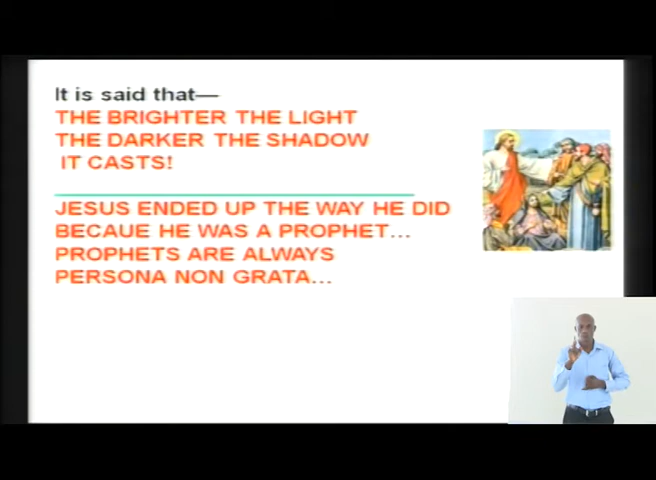 It is said that—
THE BRIGHTER THE LIGHT
THE DARKER THE SHADOW
IT CASTS!
JESUS ENDED UP THE WAY HE DID
BECAUE HE WAS A PROPHET...
PROPHETS ARE ALWAYS
PERSONA NON GRATA...